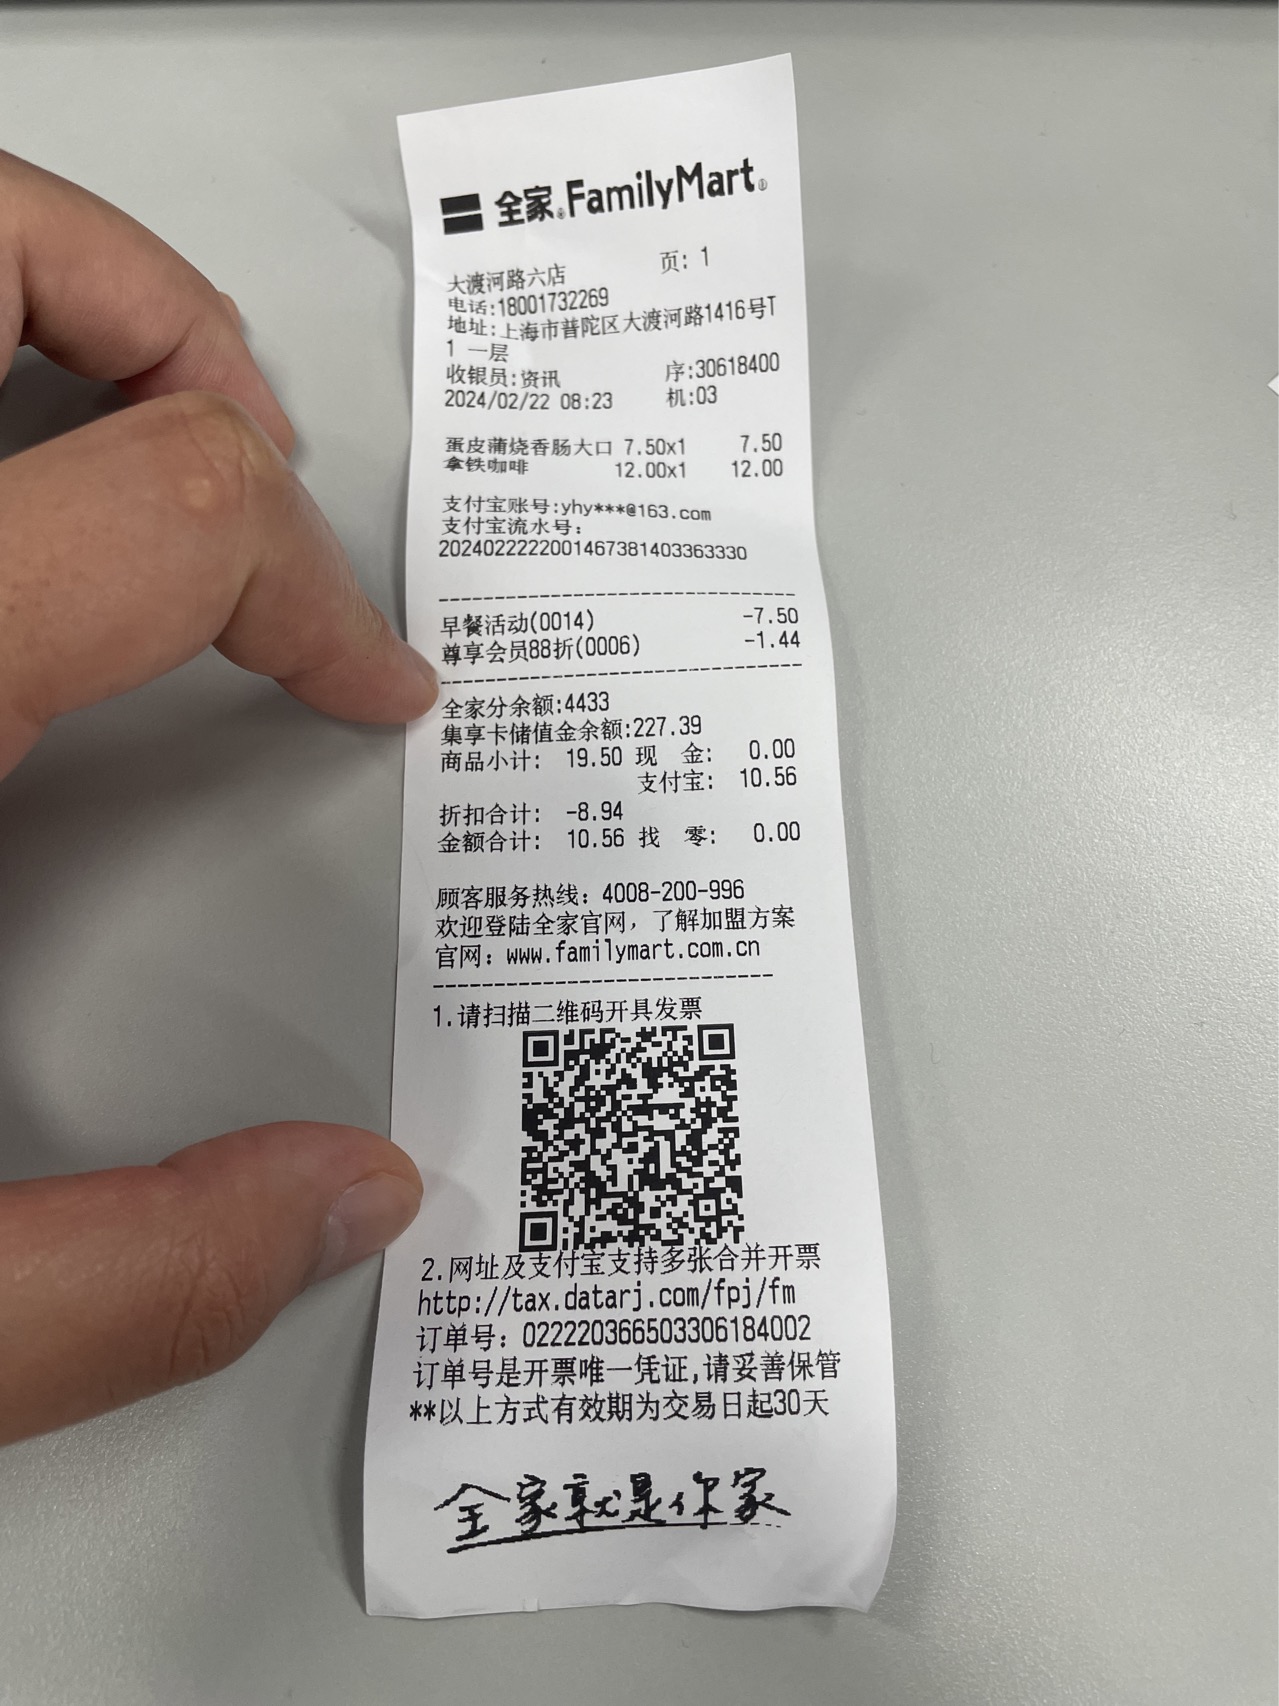 全家 FamilyMart
页: 1
大渡河路六店
电话:18001732269
地址:上海市普陀区大渡河路1416号T
1 一层
收银员:资讯 序:30618400
2024/02/22 08:23 机:03
蛋皮蒲烧香肠大口 7.50x1 7.50
拿铁咖啡 12.00x1 12.00
支付宝账号:yhy***@163.com
支付宝流水号:
2024022222001467381403363330
早餐活动(0014) -7.50
尊享会员88折(0006) -1.44
全家分余额:4433
集享卡储值金余额:227.39
商品小计: 19.50 现 金: 0.00
支付宝: 10.56
折扣合计: -8.94
金额合计: 10.56 找 零: 0.00
顾客服务热线: 4008-200-996
欢迎登陆全家官网，了解加盟方案
官网: www.familymart.com.cn
1.请扫描二维码开具发票
2.网址及支付宝支持多张合并开票
http://tax.datarj.com/fpj/fm
订单号: 022220366503306184002
订单号是开票唯一凭证,请妥善保管
**以上方式有效期为交易日起30天
全家就是你家